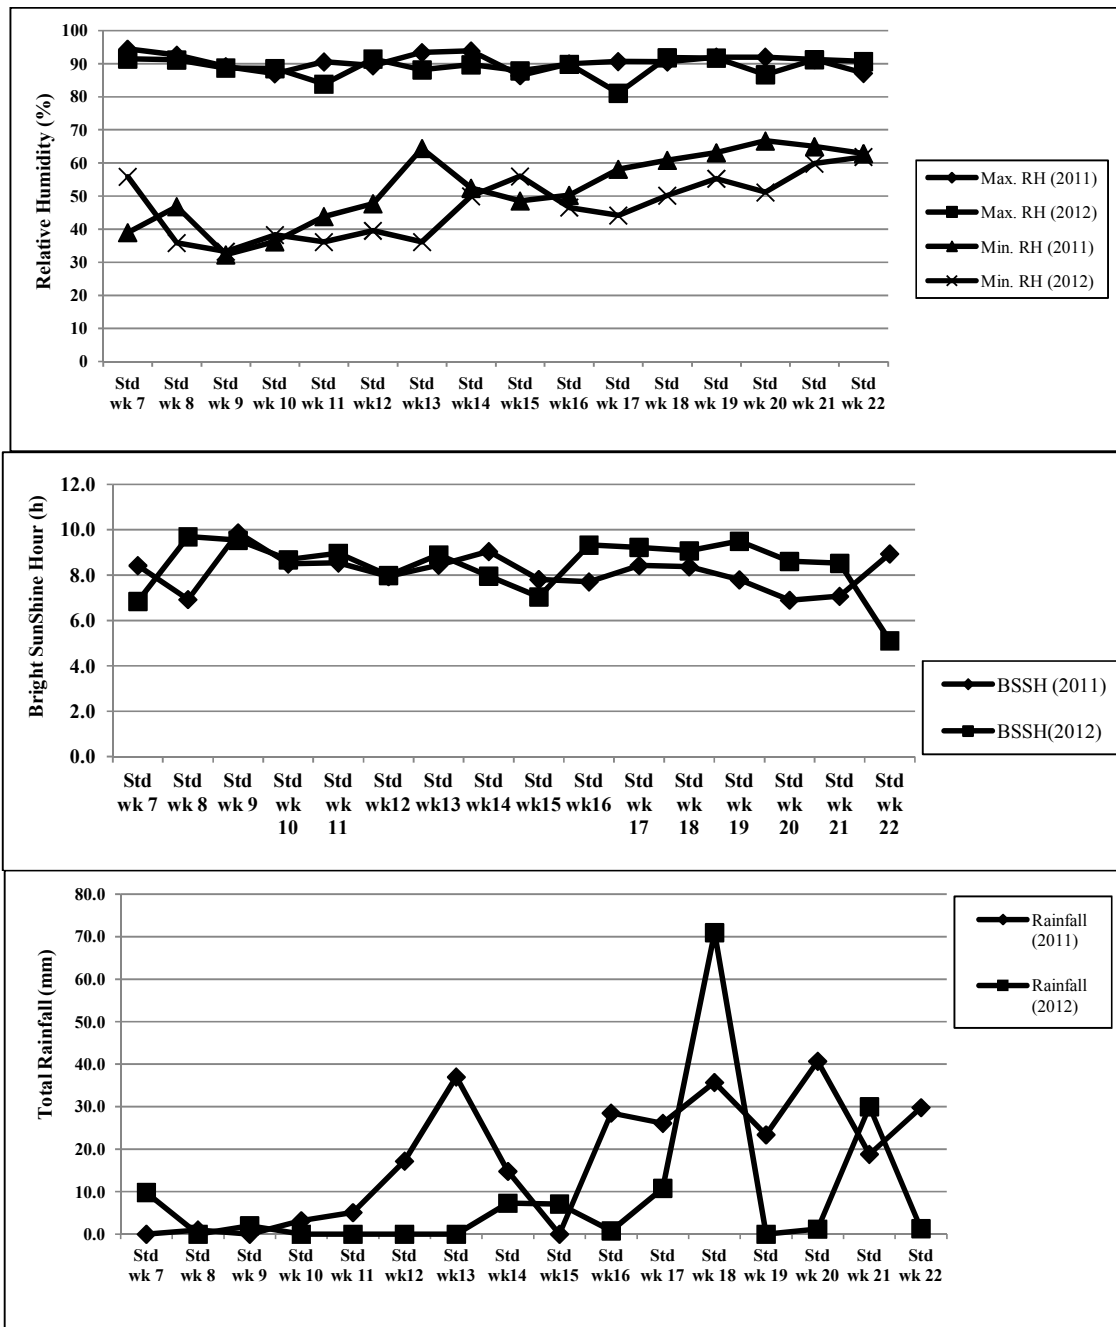 100
90
80
70
60
50
40
30
20
10
0
Relative Humidity (%)
Std Std Std Std Std Std Std Std Std Std Std Std Std Std Std Std
wk 7 wk 8 wk 9 wk 10 wk 11 wk12 wk13 wk14 wk15 wk16 wk 17 wk 18 wk 19 wk 20 wk 21 wk 22
Max. RH (2011)
Max. RH (2012)
Min. RH (2011)
Min. RH (2012)
12.0
10.0
8.0
6.0
4.0
2.0
0.0
Bright SunShine Hour (h)
Std Std Std Std Std Std Std Std Std Std Std Std Std Std Std Std
wk 7 wk 8 wk 9 wk wk wk12 wk13 wk14 wk15 wk16 wk wk wk wk wk wk
10 11 17 18 19 20 21 22
BSSH (2011)
BSSH(2012)
80.0
70.0
60.0
50.0
40.0
30.0
20.0
10.0
0.0
Total Rainfall (mm)
Std Std Std Std Std Std Std Std Std Std Std Std Std Std Std Std
wk 7 wk 8 wk 9 wk 10 wk 11 wk12 wk13 wk14 wk15 wk16 wk 17 wk 18 wk 19 wk 20 wk 21 wk 22
Rainfall
(2011)
Rainfall
(2012)